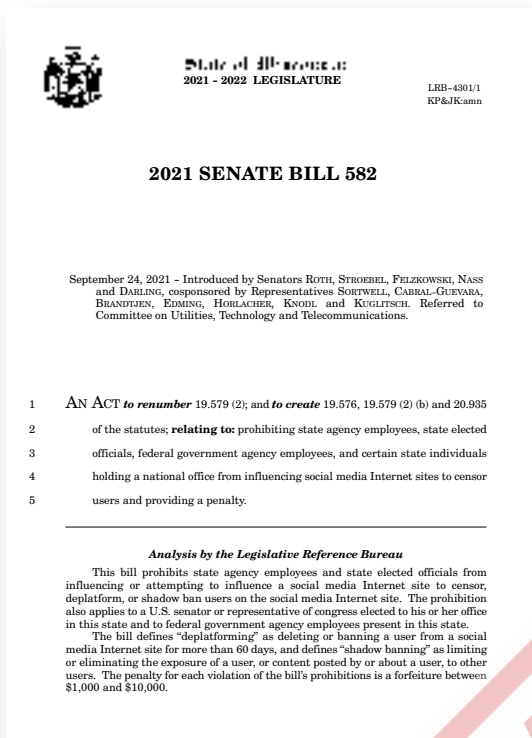 State of Wisconsin
2021 - 2022 LEGISLATURE
LRB-4301/1
KP&JK:amn
2021 SENATE BILL 582
September 24, 2021 - Introduced by Senators ROTH, STROEBEL, FELZKOWSKI, NASS
and DARLING, cosponsored by Representatives SORTWELL, CABRAL-GUEVARA,
BRANDTJEN, EDMING, HORLACHER, KNODL and KUGLITSCH. Referred to
Committee on Utilities, Technology and Telecommunications.
1 AN ACT to renumber 19.579 (2); and to create 19.576, 19.579 (2) (b) and 20.935
2 of the statutes; relating to: prohibiting state agency employees, state elected
3 officials, federal government agency employees, and certain state individuals
4 holding a national office from influencing social media Internet sites to censor
5 users and providing a penalty.
Analysis by the Legislative Reference Bureau
This bill prohibits state agency employees and state elected officials from
influencing or attempting to influence a social media Internet site to censor,
deplatform, or shadow ban users on the social media Internet site. The prohibition
also applies to a U.S. senator or representative of congress elected to his or her office
in this state and to federal government agency employees present in this state.
The bill defines “deplatforming” as deleting or banning a user from a social
media Internet site for more than 60 days, and defines “shadow banning” as limiting
or eliminating the exposure of a user, or content posted by or about a user, to other
users. The penalty for each violation of the bill’s prohibitions is a forfeiture between
$1,000 and $10,000.